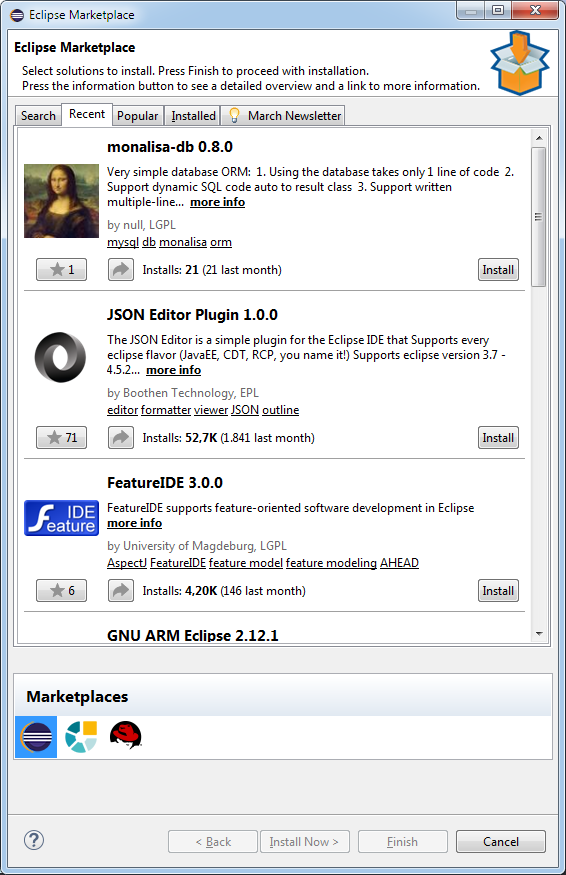 Eclipse Marketplace
Eclipse Marketplace
Select solutions to install. Press Finish to proceed with installation.
Press the information button to see a detailed overview and a link to more information.
Search Recent Popular Installed March Newsletter
monalisa-db 0.8.0
Very simple database ORM: 1. Using the database takes only 1 line of code 2.
Support dynamic SQL code auto to result class 3. Support written
multiple-line... more info
by null, LGPL
mysql db monalisa orm
1 Installs: 21 (21 last month) Install
JSON Editor Plugin 1.0.0
The JSON Editor is a simple plugin for the Eclipse IDE that Supports every
eclipse flavor (JavaEE, CDT, RCP, you name it!) Supports eclipse version 3.7 -
4.5.2... more info
by Boothen Technology, EPL
editor formatter viewer JSON outline
71 Installs: 52,7K (1.841 last month) Install
FeatureIDE 3.0.0
IDE
Feature
FeatureIDE supports feature-oriented software development in Eclipse
more info
by University of Magdeburg, LGPL
AspectJ FeatureIDE feature model feature modeling AHEAD
6 Installs: 4,20K (146 last month) Install
GNU ARM Eclipse 2.12.1
Marketplaces
? < Back Install Now > Finish Cancel